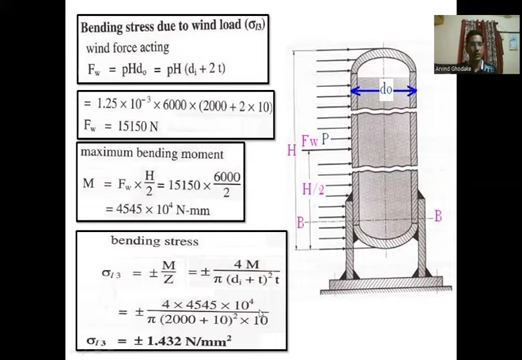 Bending stress due to wind load (σl3)
wind force acting
Fw = pHdo = pH (di + 2 t)
= 1.25 × 10⁻³ × 6000 × (2000 + 2 × 10)
Fw = 15150 N
maximum bending moment
M = Fw × H/2 = 15150 × 6000/2
= 4545 × 10⁴ N-mm
bending stress
σl3 = ± M/Z = ± 4 M / π (di + t)² t
= ± 4 × 4545 × 10⁴ / π (2000 + 10)² × 10
σl3 = ± 1.432 N/mm²
do
H
Fw P
H/2
B
B
Arvind Ghodake